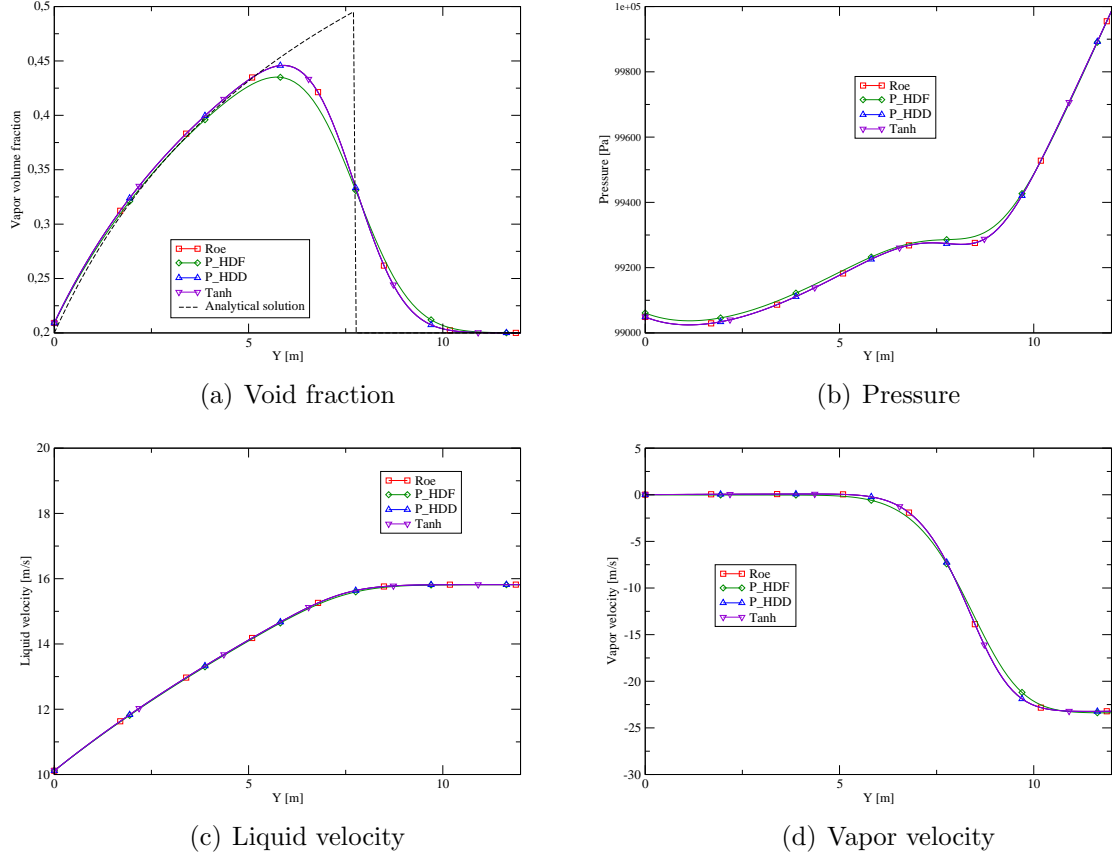 0,5
0,45
0,4
0,35
0,3
0,25
0,2
Vapor volume fraction
0
5
10
Y [m]
Roe
P_HDF
P_HDD
Tanh
Analytical solution
(a) Void fraction
1e+05
99800
99600
99400
99200
99000
Pressure [Pa]
0
5
10
Y [m]
Roe
P_HDF
P_HDD
Tanh
(b) Pressure
20
18
16
14
12
10
Liquid velocity [m/s]
0
5
10
Y [m]
Roe
P_HDF
P_HDD
Tanh
(c) Liquid velocity
5
0
-5
-10
-15
-20
-25
-30
Vapor velocity [m/s]
0
5
10
Y [m]
Roe
P_HDF
P_HDD
Tanh
(d) Vapor velocity